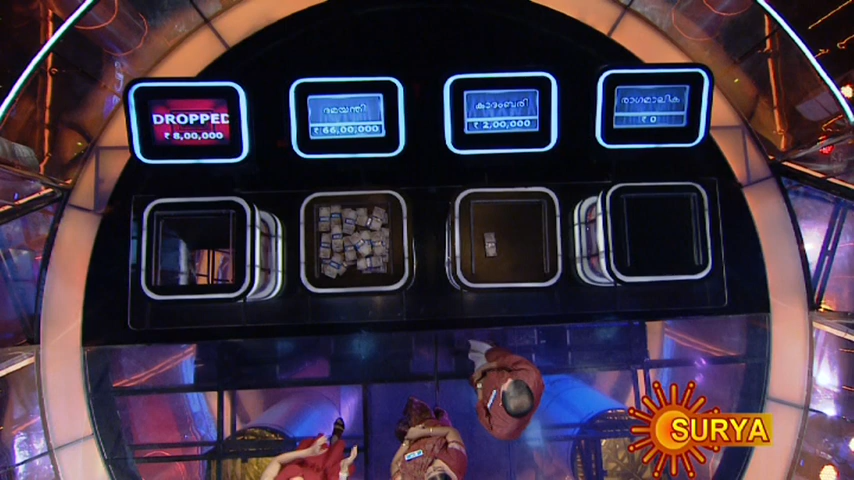 DROPPED
₹ 8,00,000
ദമയന്തി
₹ 66,00,000
കാദംബരി
₹ 2,00,000
രാഗമാലിക
₹ 0
SURYA